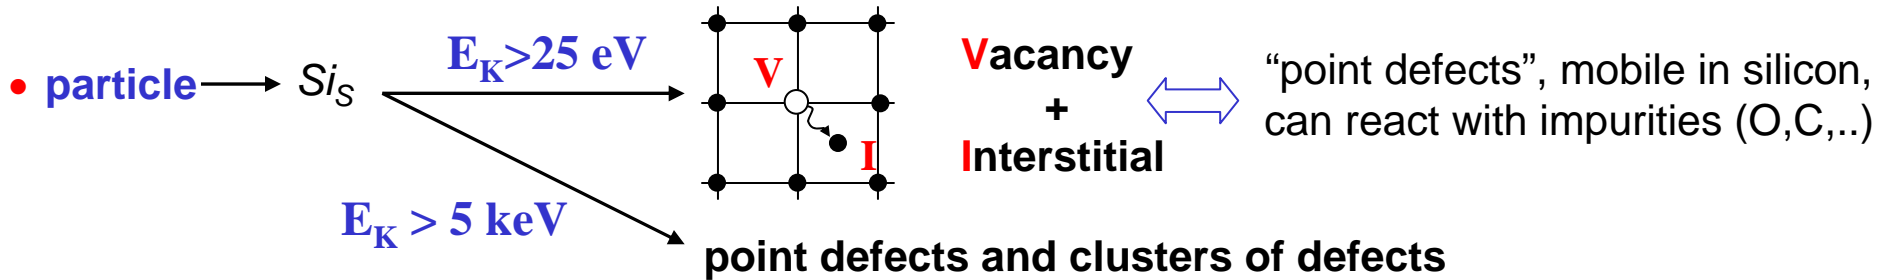 • particle
Si_S
E_K>25 eV
E_K > 5 keV
V
I
Vacancy
+
Interstitial
“point defects”, mobile in silicon,
can react with impurities (O,C,..)
point defects and clusters of defects